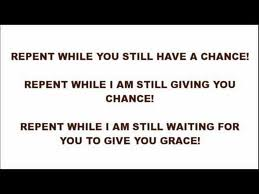 REPENT WHILE YOU STILL HAVE A CHANCE!
REPENT WHILE I AM STILL GIVING YOU
CHANCE!
REPENT WHILE I AM STILL WAITING FOR
YOU TO GIVE YOU GRACE!